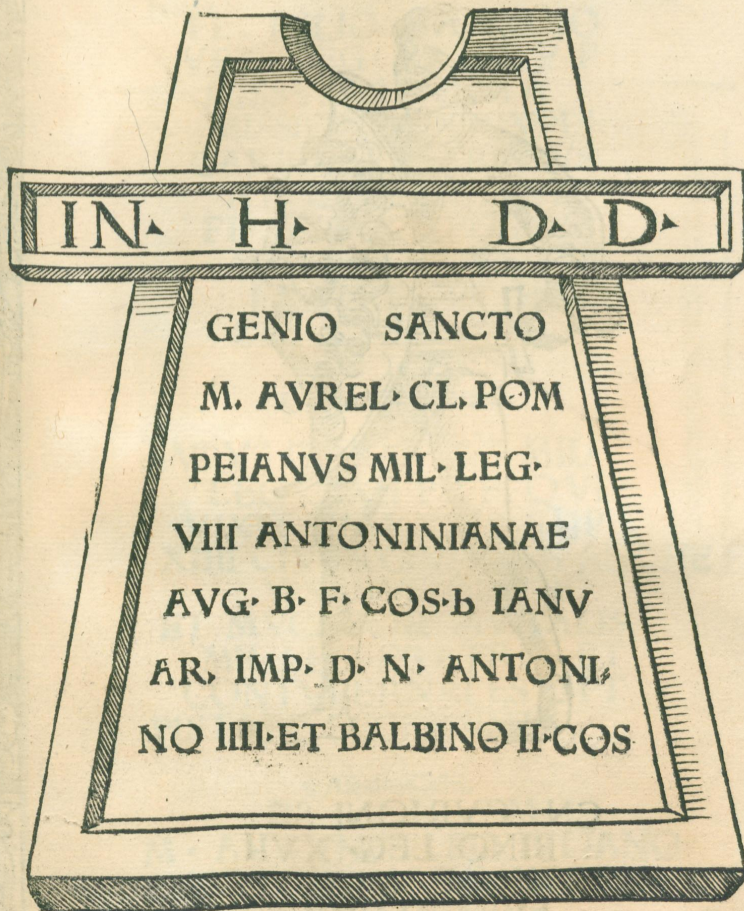 IN‣ H‣ D‣ D‣
GENIO SANCTO
M. AVREL‣ CL‣ POM
PEIANVS MIL‣ LEG‣
VIII ANTONINIANAE
AVG‣ B‣ F‣ COS‣b IANV
AR‣ IMP‣ D‣ N‣ ANTONI⸗
NO IIII‣ET BALBINO II‣COS